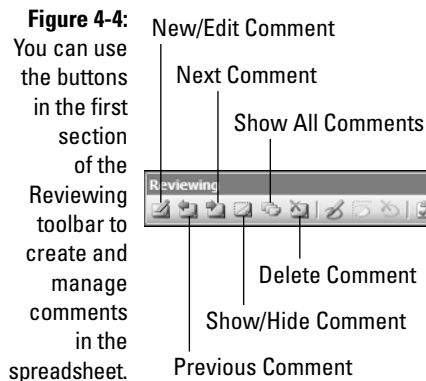 Figure 4-4:
You can use
the buttons
in the first
section
of the
Reviewing
toolbar to
create and
manage
comments
in the
spreadsheet.
New/Edit Comment
Next Comment
Show All Comments
Reviewing
Delete Comment
Show/Hide Comment
Previous Comment